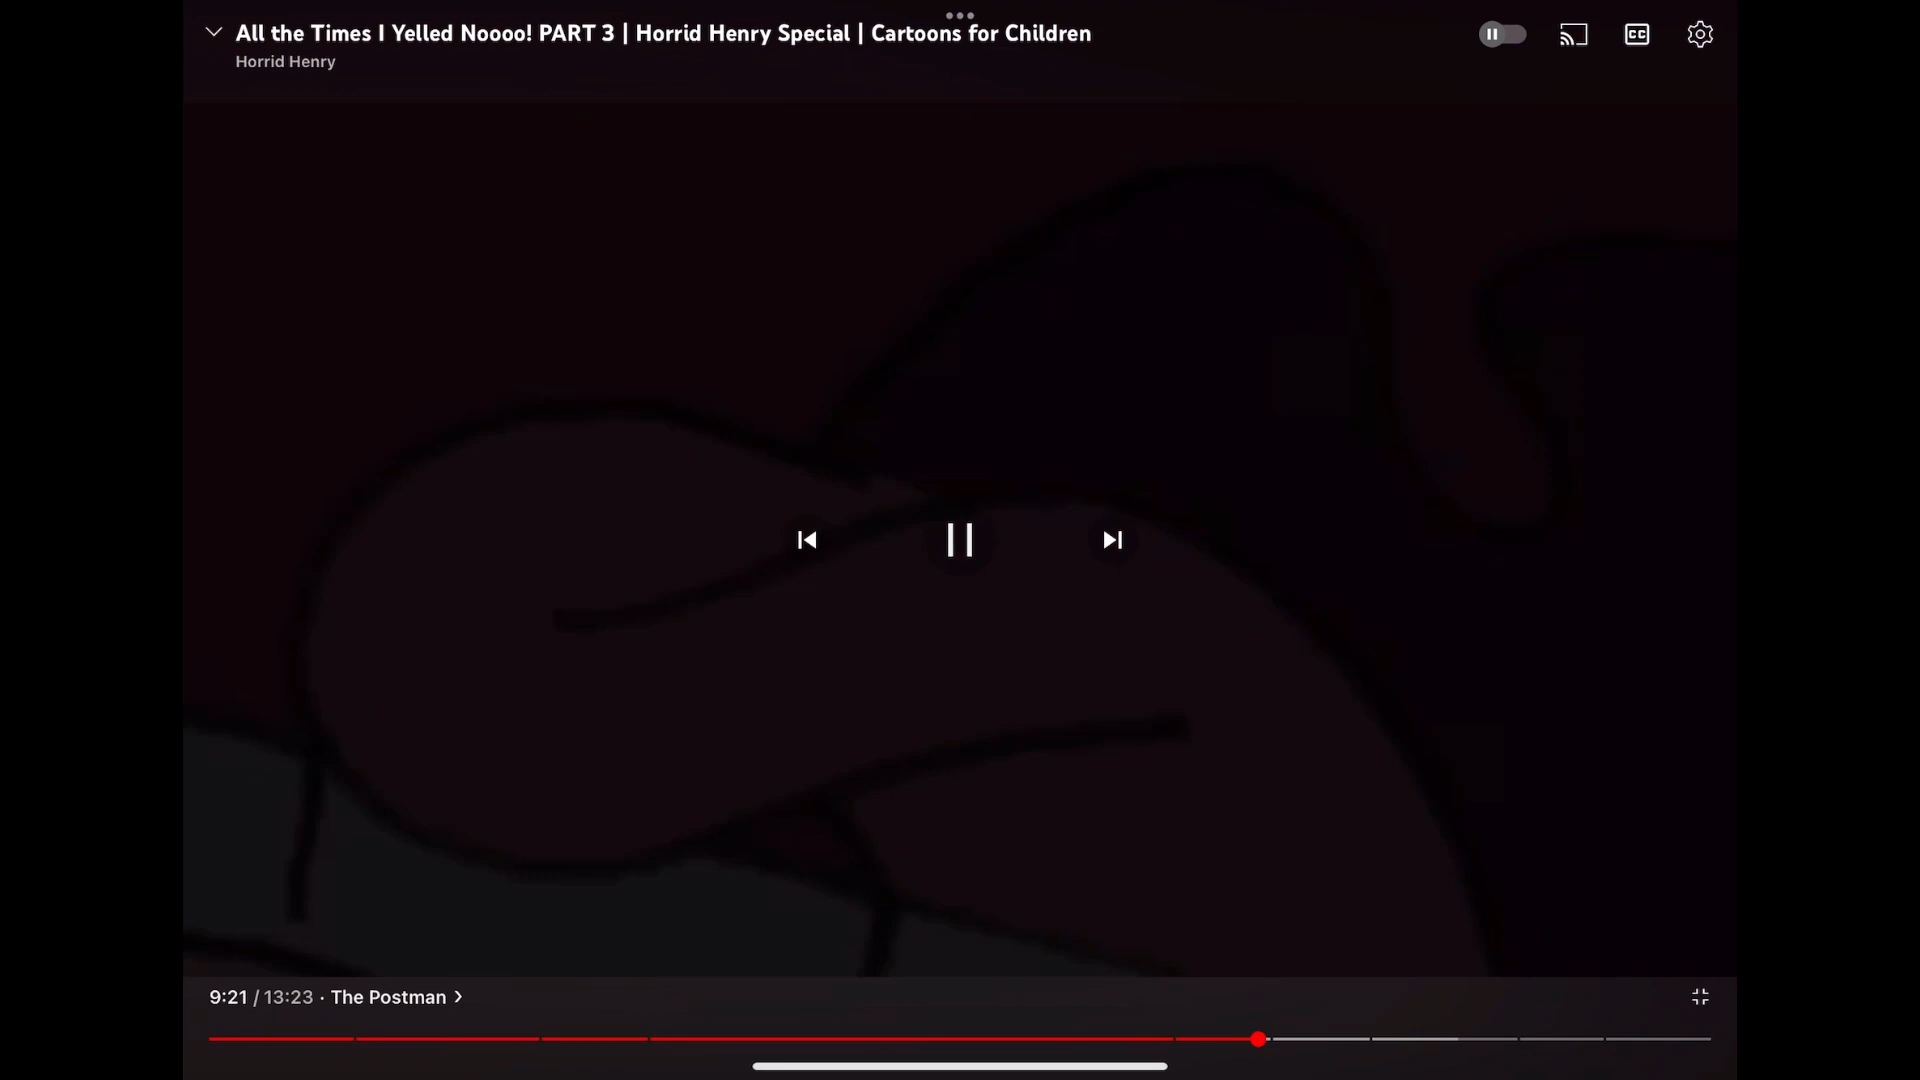 All the Times I Yelled Noooo! PART 3 | Horrid Henry Special | Cartoons for Children
Horrid Henry
CC
9:21 / 13:23 · The Postman